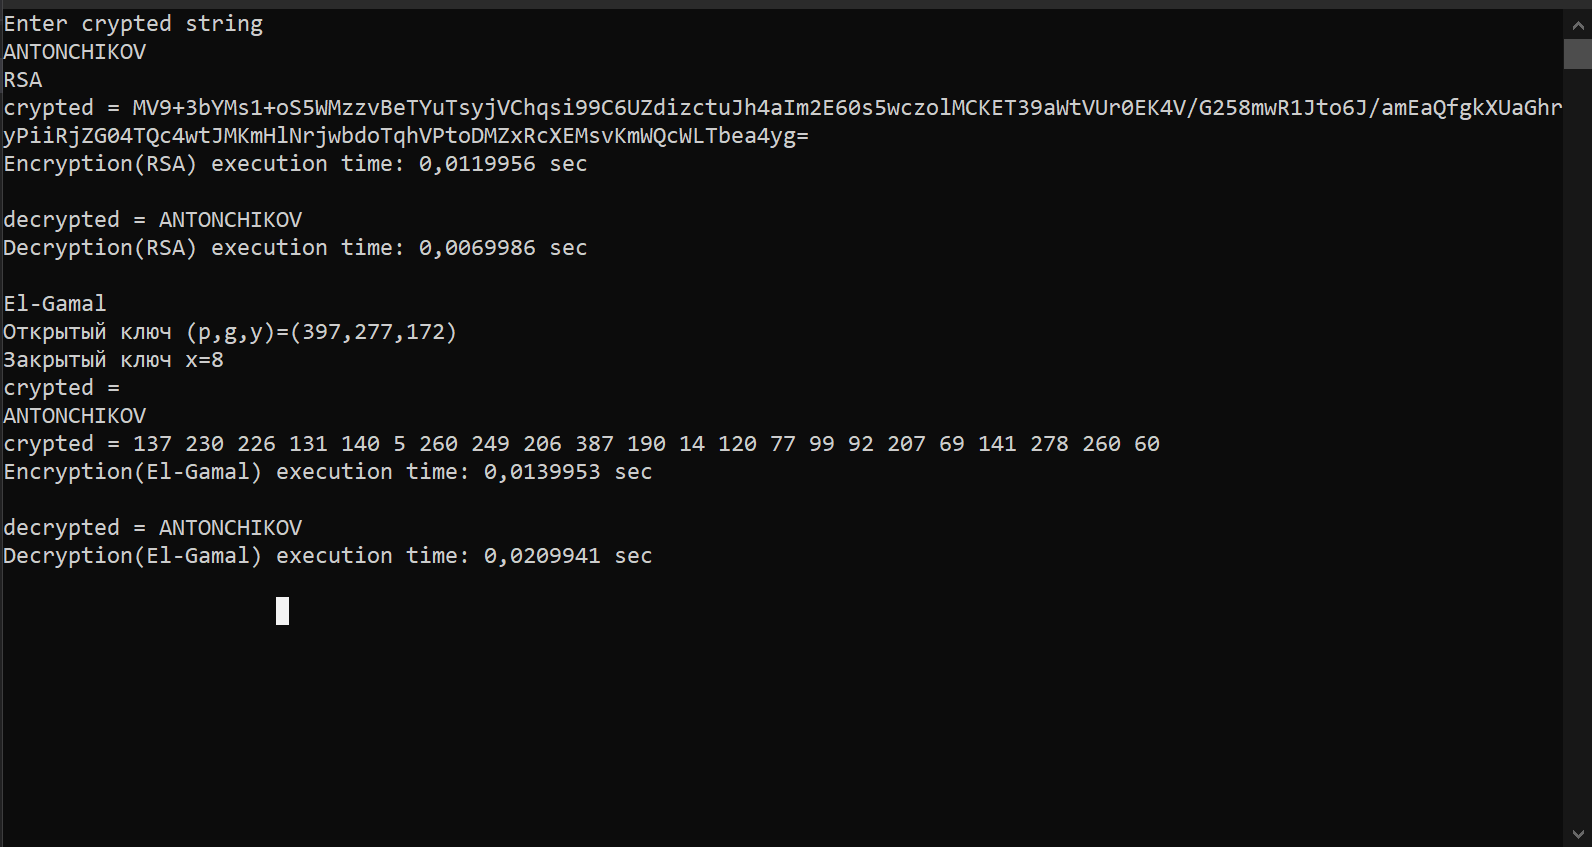 Enter crypted string
ANTONCHIKOV
RSA
crypted = MV9+3bYMs1+oS5WMzzvBeTYuTsyjVChqsi99C6UZdizctuJh4aIm2E60s5wczolMCKET39aWtVUr0EK4V/G258mwR1Jto6J/amEaQfgkXUaGhr
yPiiRjZG04TQc4wtJMKmHlNrjwbdoTqhVPtoDMZxRcXEMsvKmWQcWLTbea4yg=
Encryption(RSA) execution time: 0,0119956 sec
decrypted = ANTONCHIKOV
Decryption(RSA) execution time: 0,0069986 sec
El-Gamal
Открытый ключ (p,g,y)=(397,277,172)
Закрытый ключ x=8
crypted =
ANTONCHIKOV
crypted = 137 230 226 131 140 5 260 249 206 387 190 14 120 77 99 92 207 69 141 278 260 60
Encryption(El-Gamal) execution time: 0,0139953 sec
decrypted = ANTONCHIKOV
Decryption(El-Gamal) execution time: 0,0209941 sec